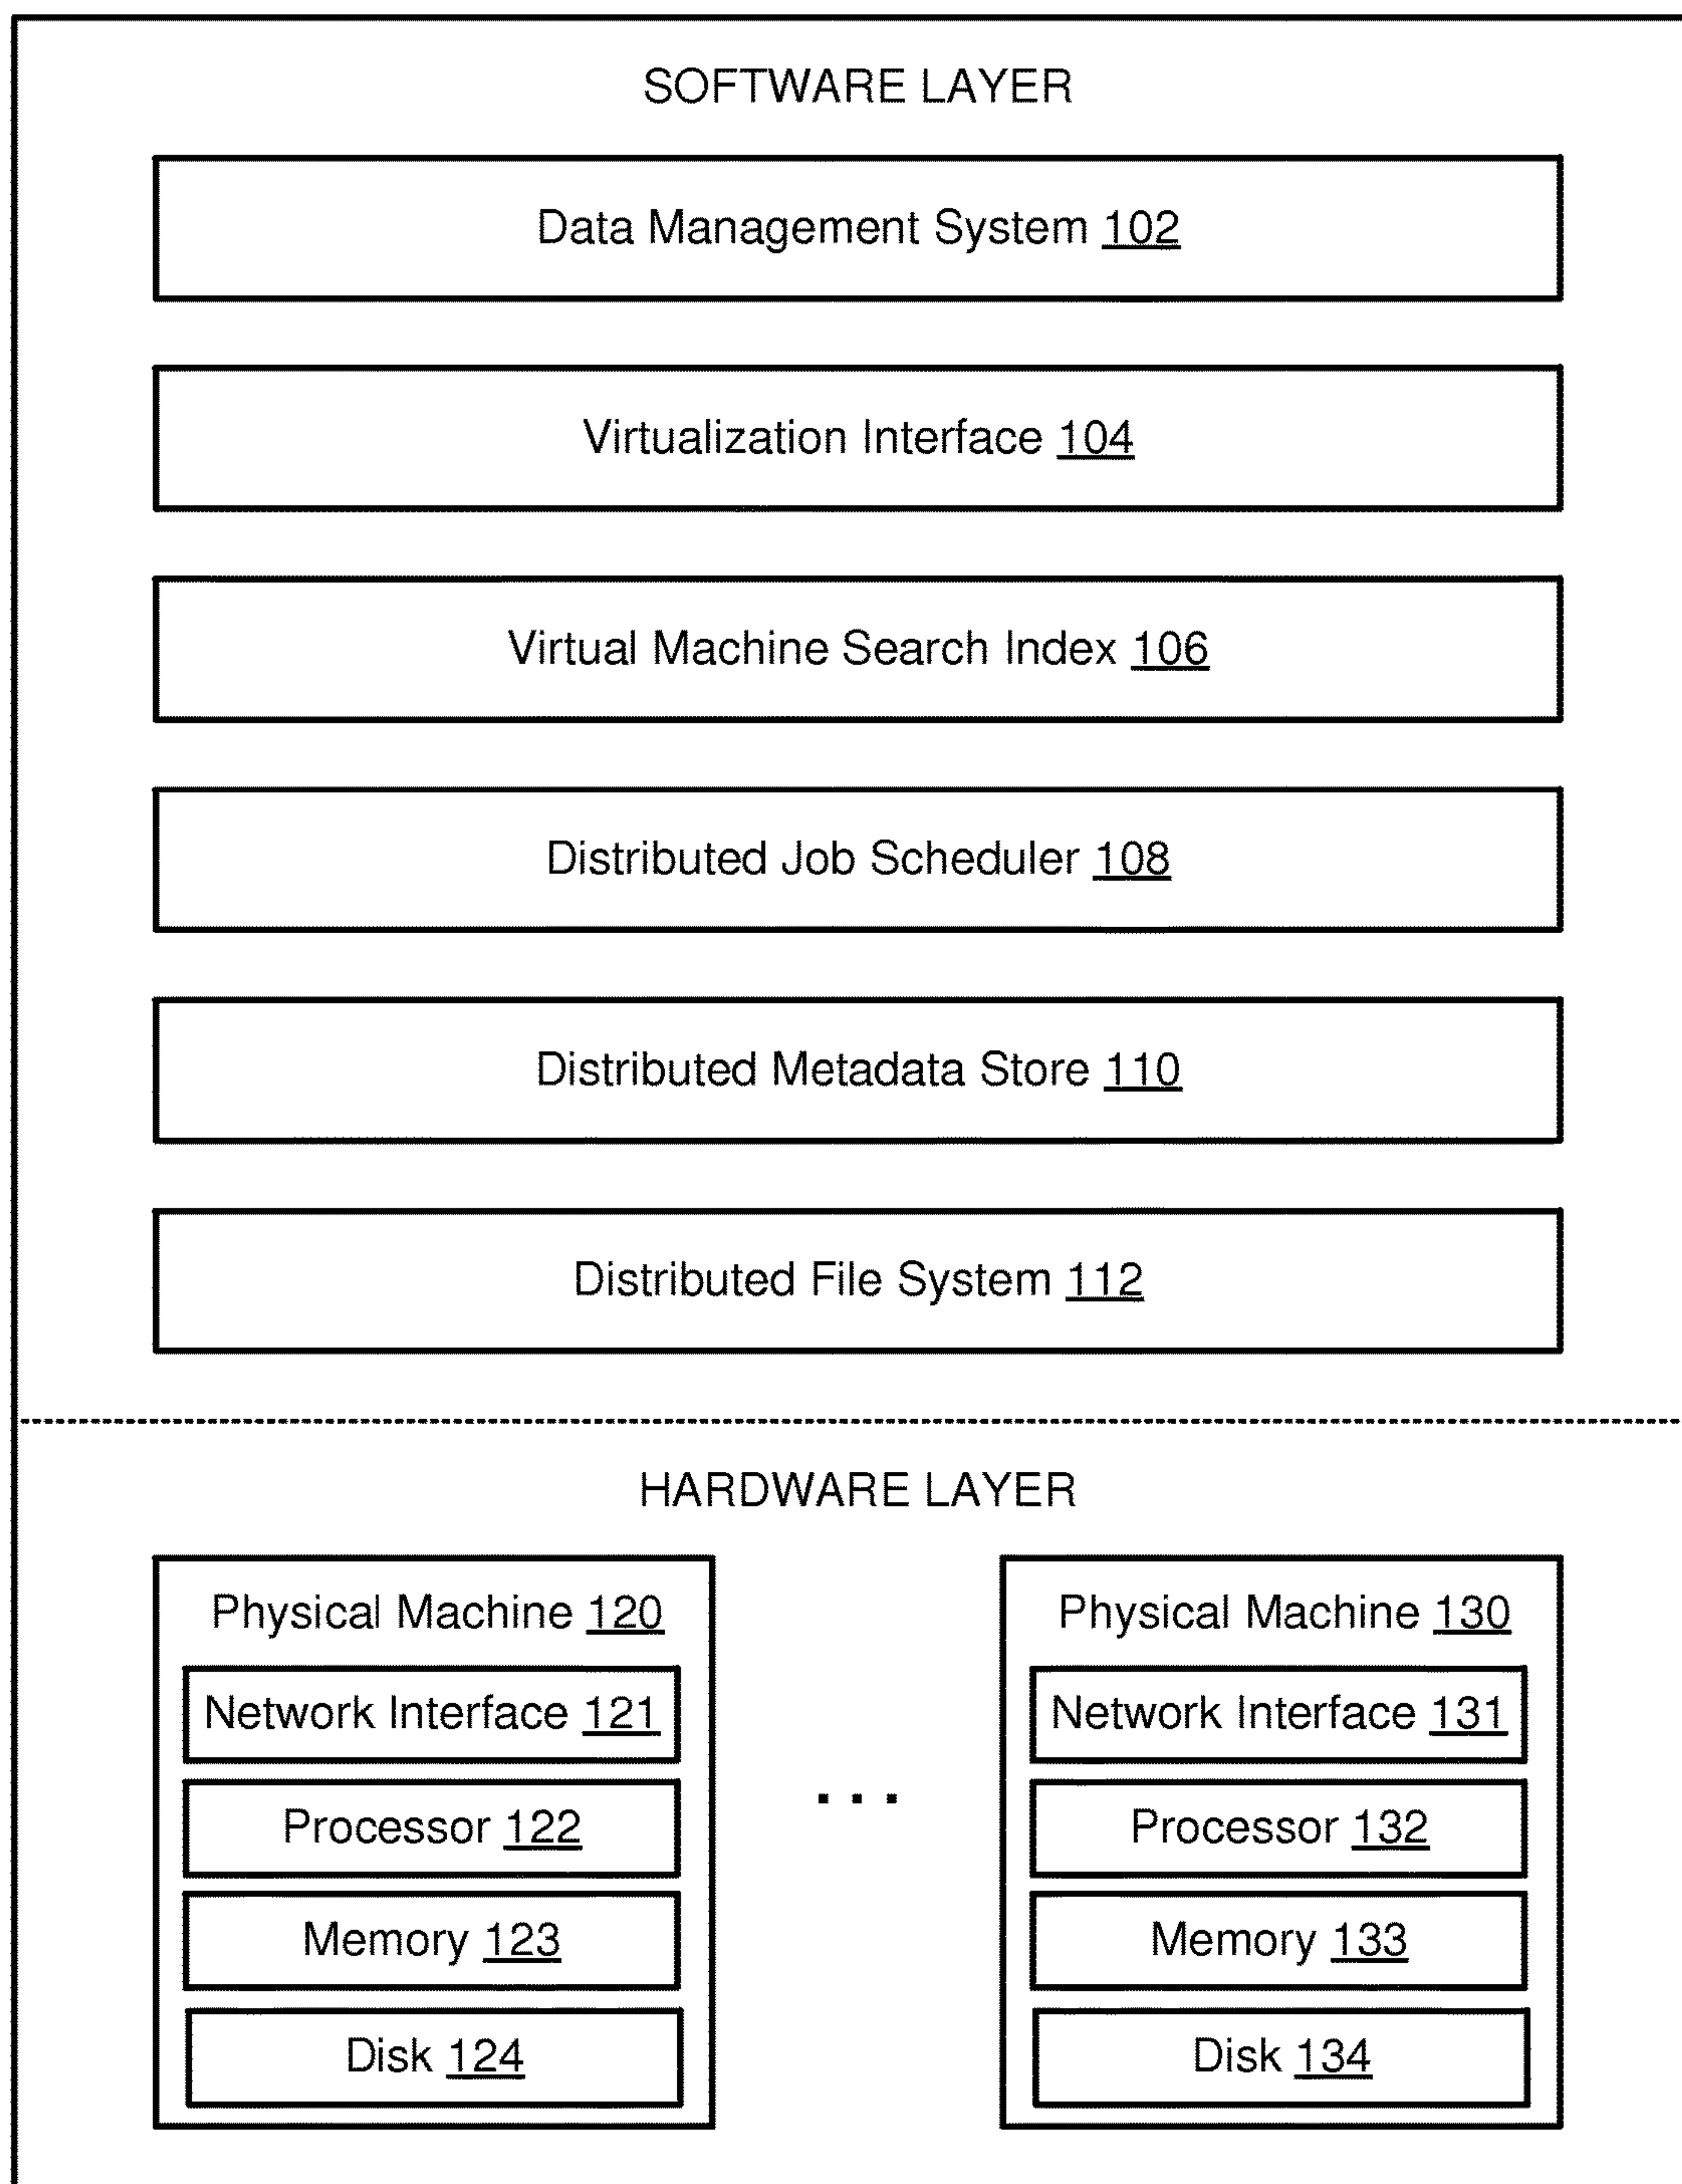 SOFTWARE LAYER
Data Management System 102
Virtualization Interface 104
Virtual Machine Search Index 106
Distributed Job Scheduler 108
Distributed Metadata Store 110
Distributed File System 112
HARDWARE LAYER
Physical Machine 120
Network Interface 121
Processor 122
Memory 123
Disk 124
. . .
Physical Machine 130
Network Interface 131
Processor 132
Memory 133
Disk 134